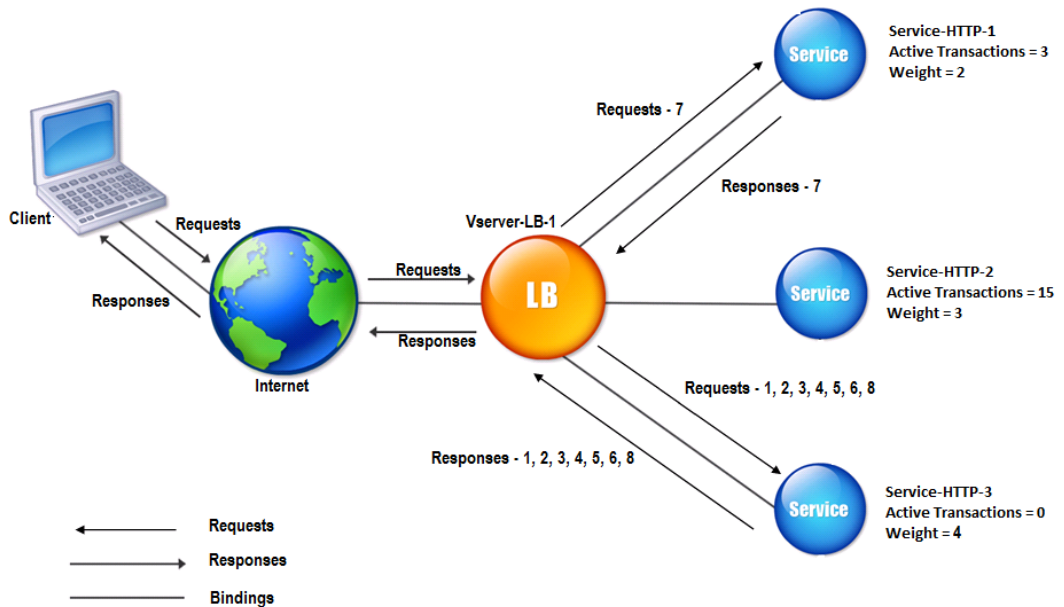 Service
Service-HTTP-1
Active Transactions = 3
Weight = 2
Requests - 7
Responses - 7
Client
Requests
Responses
Internet
Requests
Responses
Vserver-LB-1
LB
Service
Service-HTTP-2
Active Transactions = 15
Weight = 3
Requests - 1, 2, 3, 4, 5, 6, 8
Responses - 1, 2, 3, 4, 5, 6, 8
Service
Service-HTTP-3
Active Transactions = 0
Weight = 4
Requests
Responses
Bindings